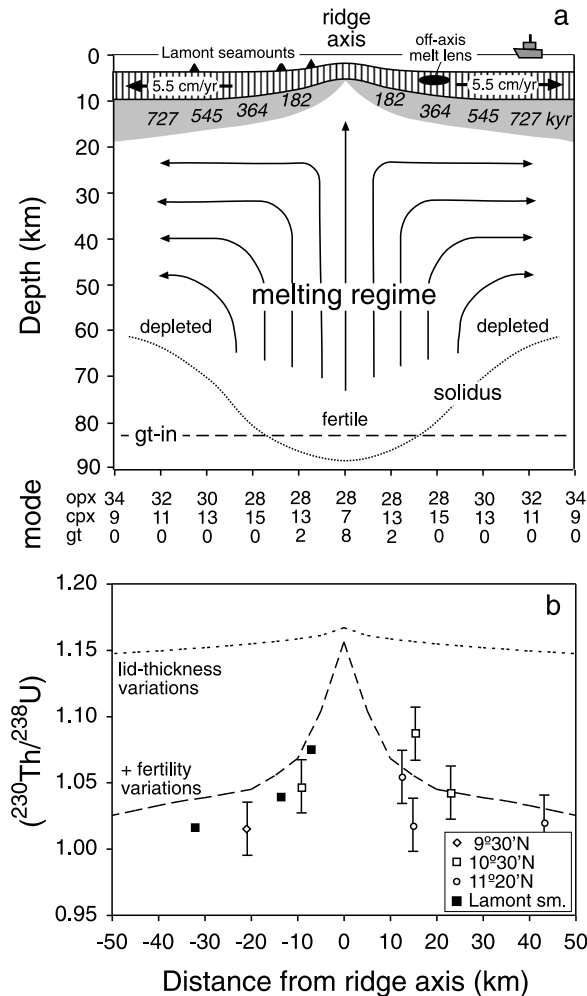 a
ridge
axis
Lamont seamounts
off-axis
melt lens
5.5 cm/yr
5.5 cm/yr
727 545 364 182 182 364 545 727 kyr
0
10
20
30
40
50
60
70
80
90
Depth (km)
melting regime
depleted
depleted
solidus
fertile
gt-in
mode
opx 34 32 30 28 28 28 28 28 30 32 34
cpx 9 11 13 15 13 7 13 15 13 11 9
gt 0 0 0 0 2 8 2 0 0 0 0
b
1.20
1.15
1.10
1.05
1.00
0.95
(²³⁰Th/²³⁸U)
lid-thickness
variations
+ fertility
variations
9º30'N
10º30'N
11º20'N
Lamont sm.
-50 -40 -30 -20 -10 0 10 20 30 40 50
Distance from ridge axis (km)